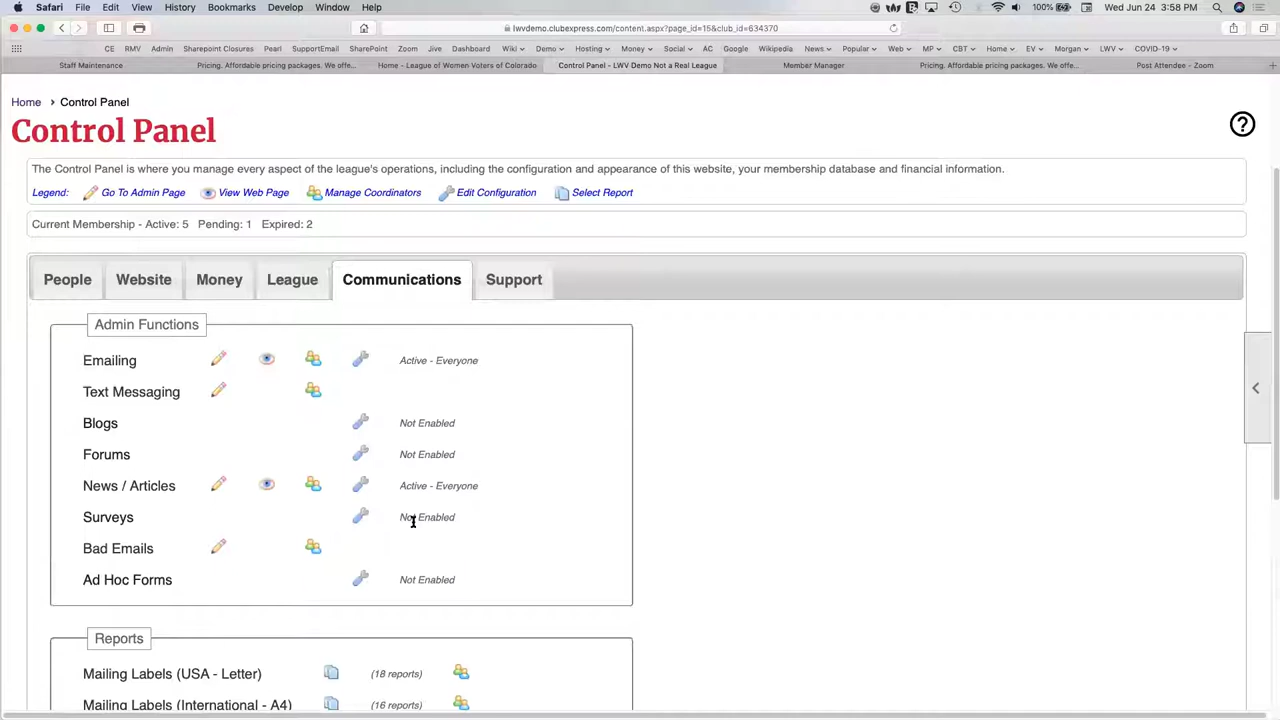 Safari File Edit View History Bookmarks Develop Window Help 100% Wed Jun 24 3:58 PM
lwvdemo.clubexpress.com/content.aspx?page_id=15&club_id=634370
CE RMV Admin Sharepoint Closures Pearl SupportEmail SharePoint Zoom Jive Dashboard Wiki Demo Hosting Money Social AC Google Wikipedia News Popular Web MP CBT Home EV Morgan LWV COVID-19
Staff Maintenance Pricing. Affordable pricing packages. We offe... Home - League of Women Voters of Colorado Control Panel - LWV Demo Not a Real League Member Manager Pricing. Affordable pricing packages. We offe... Post Attendee - Zoom
Home > Control Panel
Control Panel
The Control Panel is where you manage every aspect of the league's operations, including the configuration and appearance of this website, your membership database and financial information.
Legend: Go To Admin Page View Web Page Manage Coordinators Edit Configuration Select Report
Current Membership - Active: 5 Pending: 1 Expired: 2
People Website Money League Communications Support
Admin Functions
Emailing Active - Everyone
Text Messaging
Blogs Not Enabled
Forums Not Enabled
News / Articles Active - Everyone
Surveys Not Enabled
Bad Emails
Ad Hoc Forms Not Enabled
Reports
Mailing Labels (USA - Letter) (18 reports)
Mailing Labels (International - A4) (16 reports)